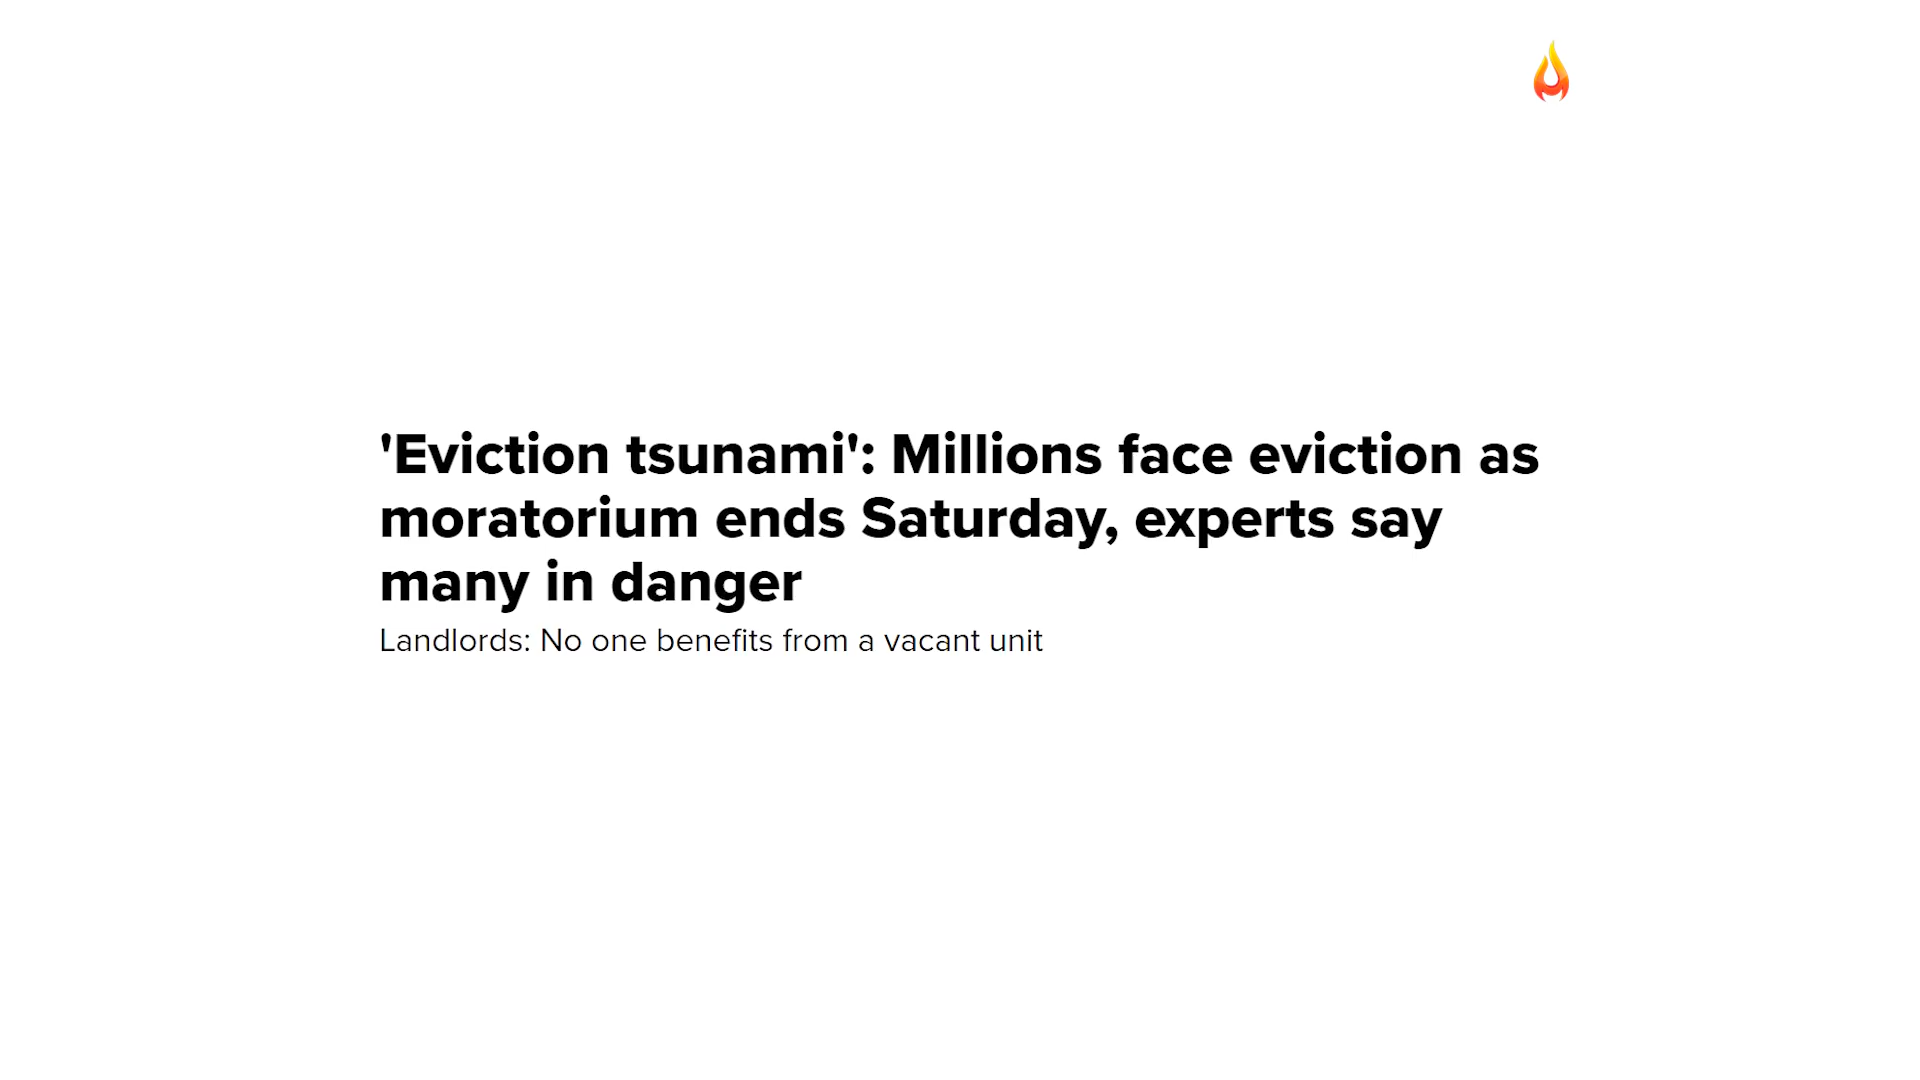 'Eviction tsunami': Millions face eviction as
moratorium ends Saturday, experts say
many in danger
Landlords: No one benefits from a vacant unit